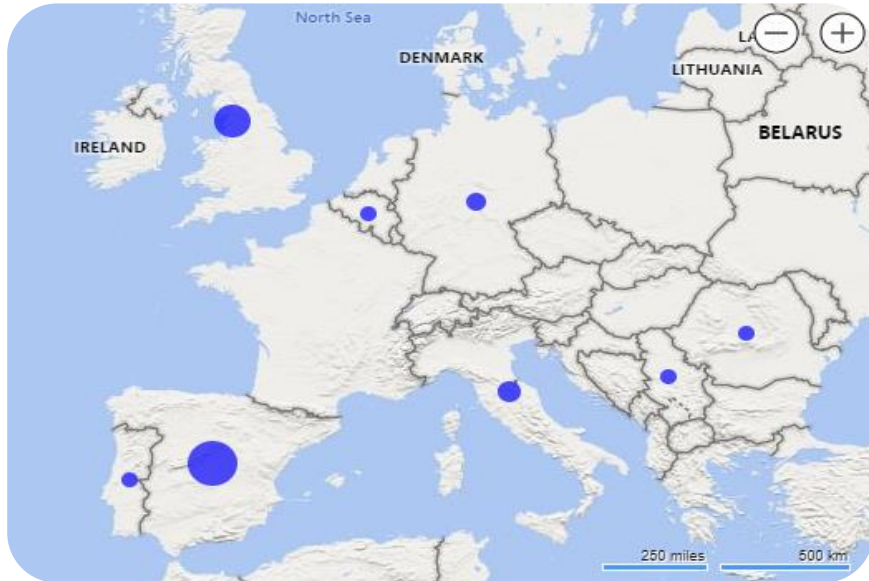 North Sea
DENMARK
LITHUANIA
BELARUS
IRELAND
250 miles
500 km